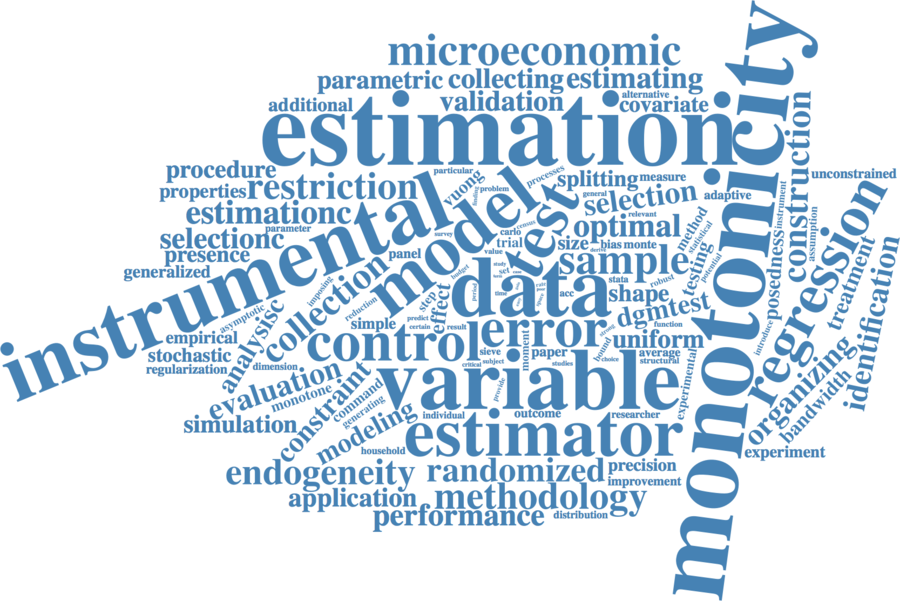 microeconomic
parametric collecting estimating
additional validation alternative covariate
estimation
monotonicity
construction
unconstrained
procedure
particular
processes
splitting measure
properties restriction
vuong
finding
problem
general
selection adaptive
estimationc
instrumental
model
test
relevant
optimal
method
statistical
instrument
assumption
parameter
selectionc
survey
census
carlo
trial
size bias monte
presence
panel
value
sample
testing
potential
posedness
regression
generalized
collection
imposing
budget
study
set
data
stata
robust
treatment
identification
asymptotic
reduction
step
effect
period
time
acc
shape
dgmtest
empirical
analysisc
simple
predict
certain
result
error
strong
function
introduce
stochastic
control
sieve
moment
paper
bound
uniform
regularization
dimension
critical
subject
studies
choice
average
structural
organizing
evaluation
monotone
constraint
command
generating
variable
provide
experimental
bandwidth
simulation
modeling
individual
outcome
researcher
estimator
household
experiment
endogeneity randomized precision
improvement
application methodology
performance distribution